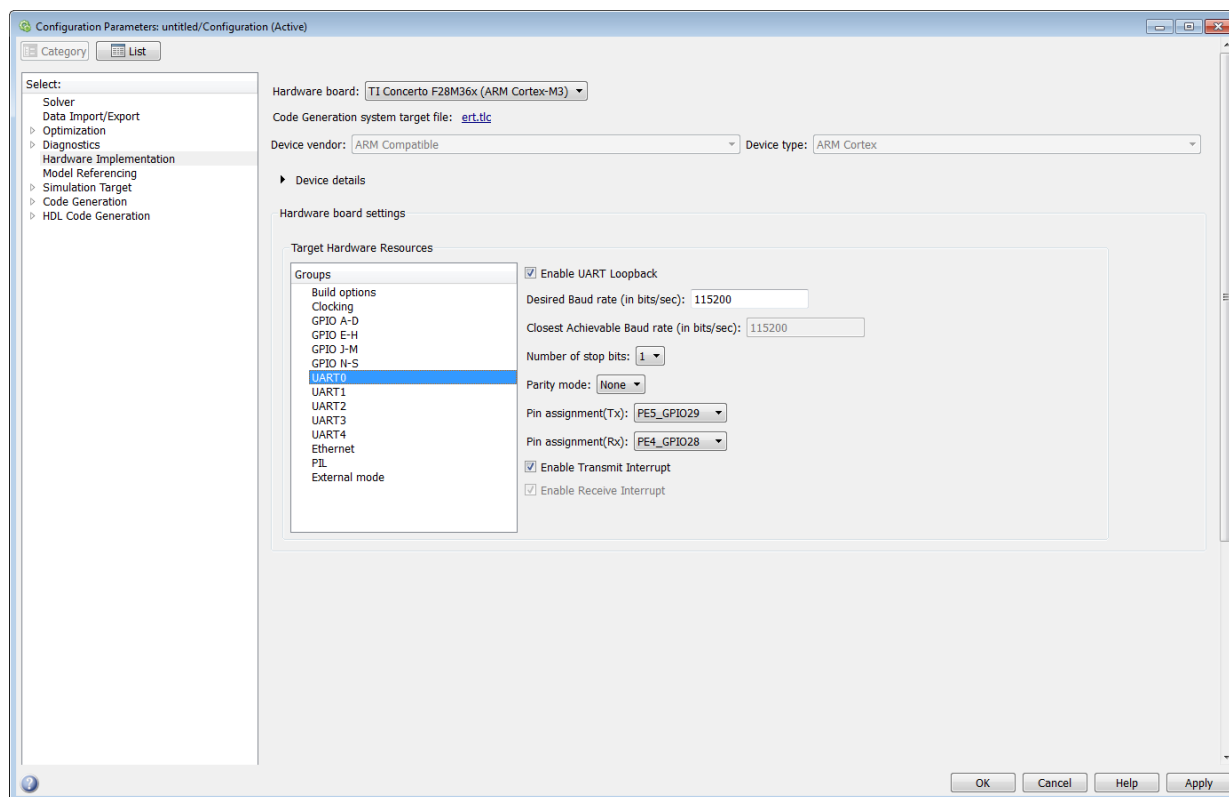 Configuration Parameters: untitled/Configuration (Active)
Category List
Select:
Solver
Data Import/Export
Optimization
Diagnostics
Hardware Implementation
Model Referencing
Simulation Target
Code Generation
HDL Code Generation
Hardware board: TI Concerto F28M36x (ARM Cortex-M3)
Code Generation system target file: ert.tlc
Device vendor: ARM Compatible Device type: ARM Cortex
Device details
Hardware board settings
Target Hardware Resources
Groups
Build options
Clocking
GPIO A-D
GPIO E-H
GPIO J-M
GPIO N-S
UART0
UART1
UART2
UART3
UART4
Ethernet
PIL
External mode
Enable UART Loopback
Desired Baud rate (in bits/sec): 115200
Closest Achievable Baud rate (in bits/sec): 115200
Number of stop bits: 1
Parity mode: None
Pin assignment(Tx): PE5_GPIO29
Pin assignment(Rx): PE4_GPIO28
Enable Transmit Interrupt
Enable Receive Interrupt
OK Cancel Help Apply